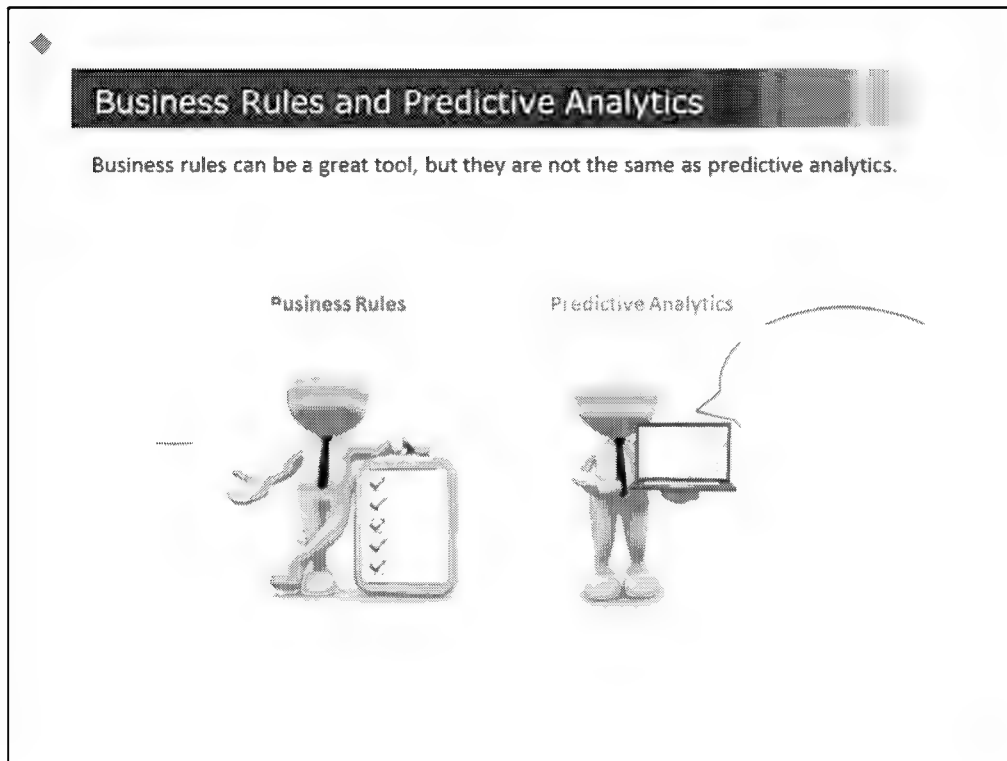 Business Rules and Predictive Analytics
Business rules can be a great tool, but they are not the same as predictive analytics.
Business Rules
Predictive Analytics